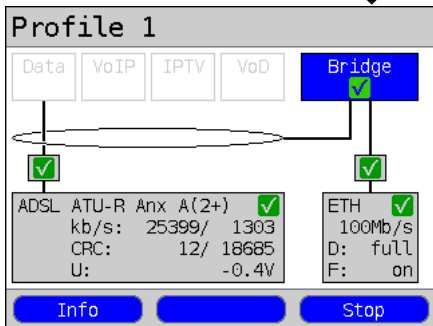 Profile 1
Data VoIP IPTV VoD Bridge
ADSL ATU-R Anx A(2+)
kb/s: 25399/ 1303
CRC: 12/ 18685
U: -0.4V
ETH
100Mb/s
D: full
F: on
Info Stop